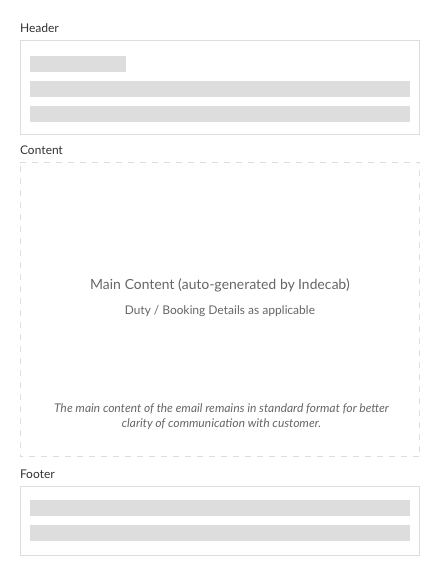 Header
Content
Main Content (auto-generated by Indecab)
Duty / Booking Details as applicable
The main content of the email remains in standard format for better
clarity of communication with customer.
Footer